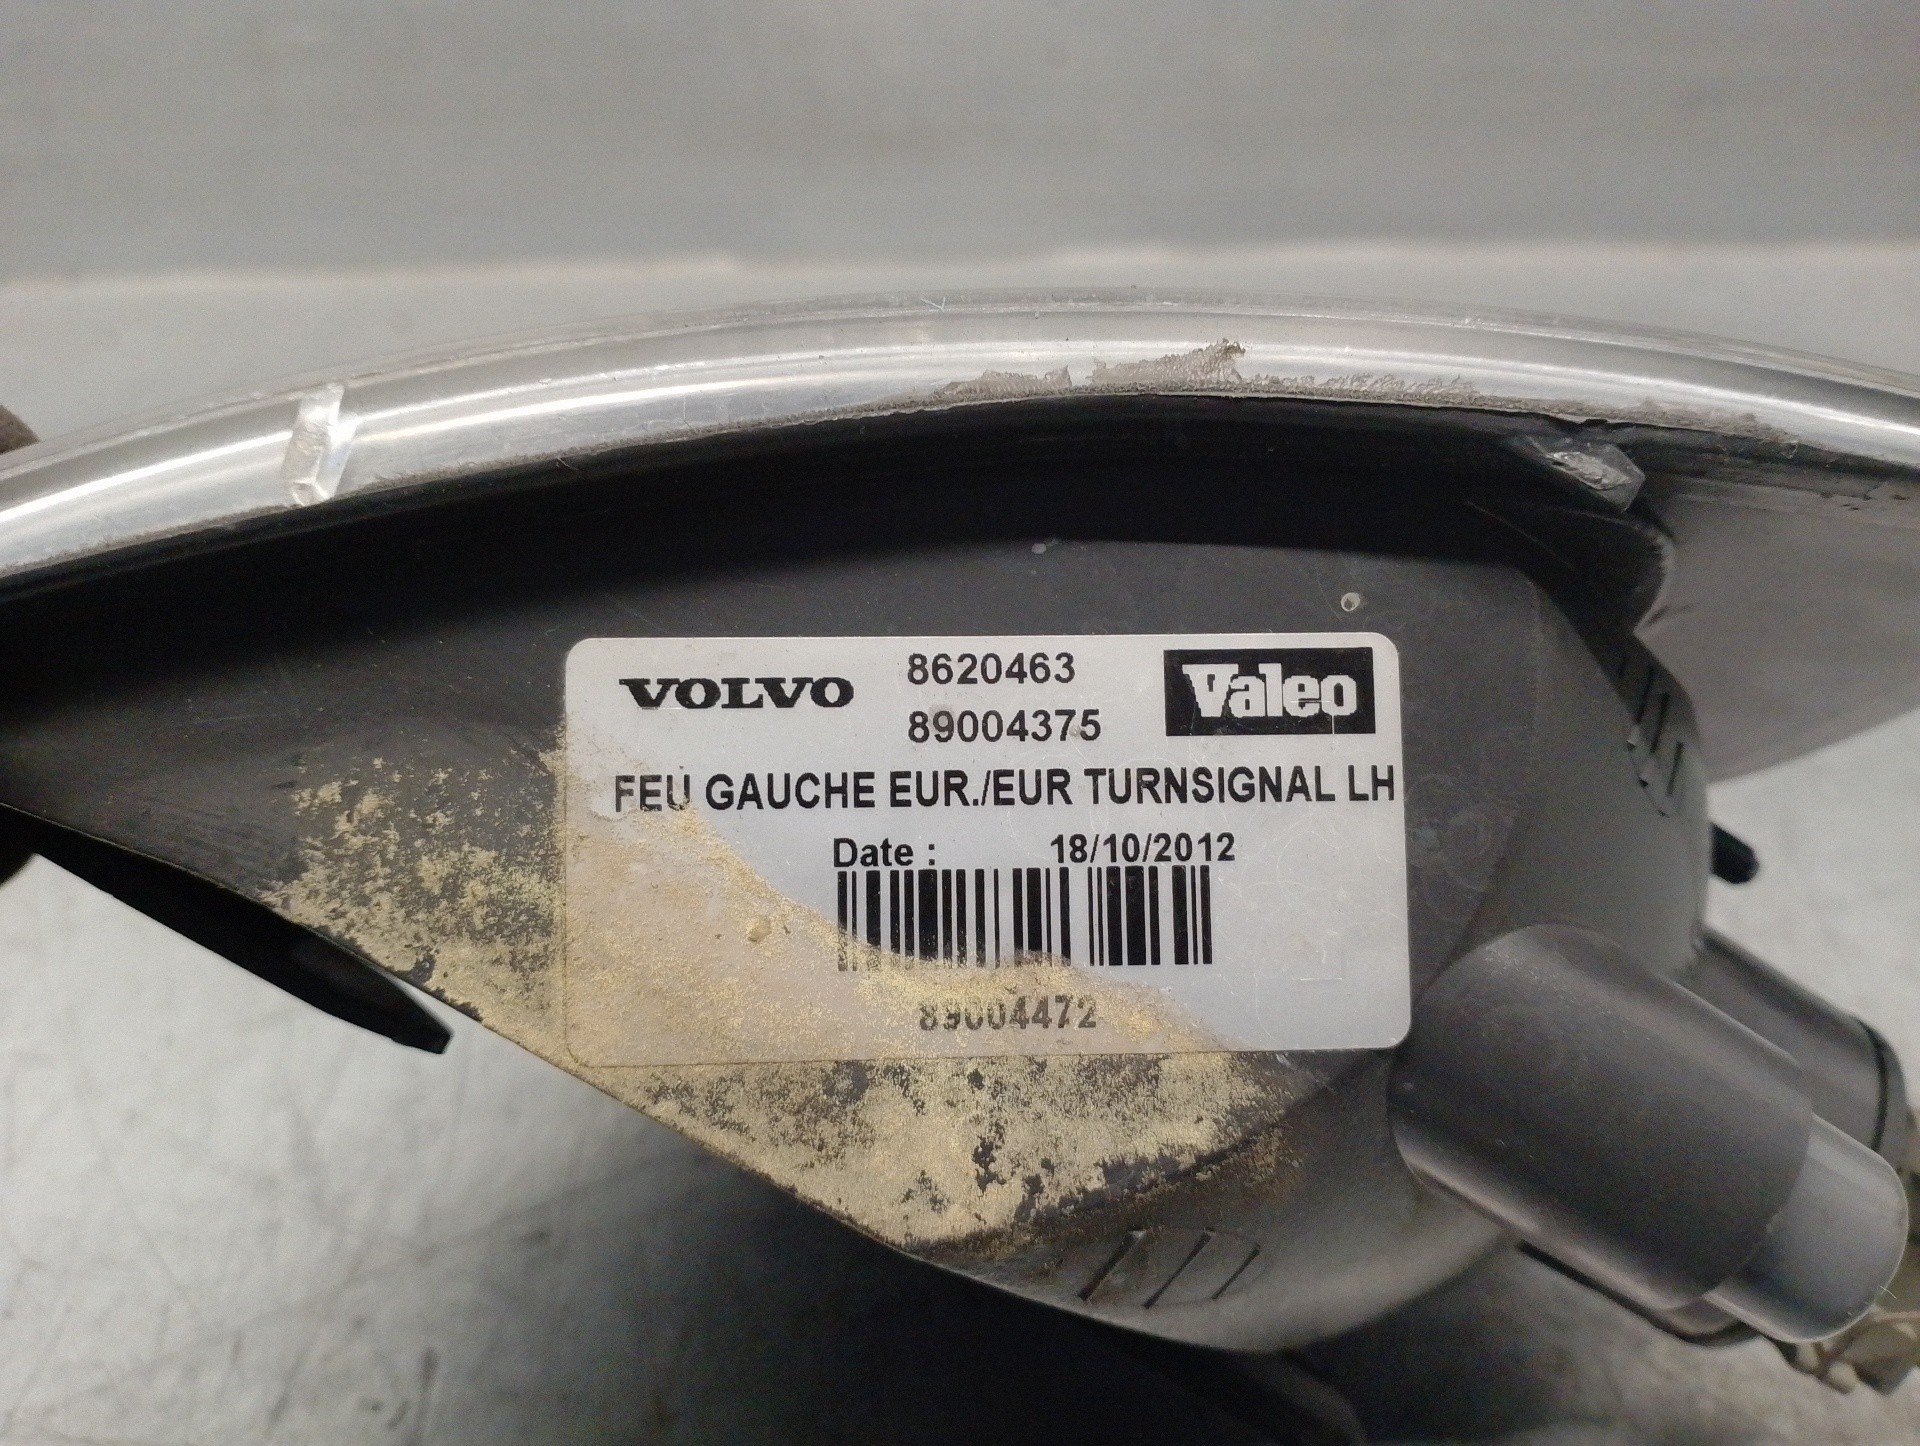 VOLVO 8620463 Valeo
89004375
FEU GAUCHE EUR./EUR TURNSIGNAL LH
Date : 18/10/2012
89004472